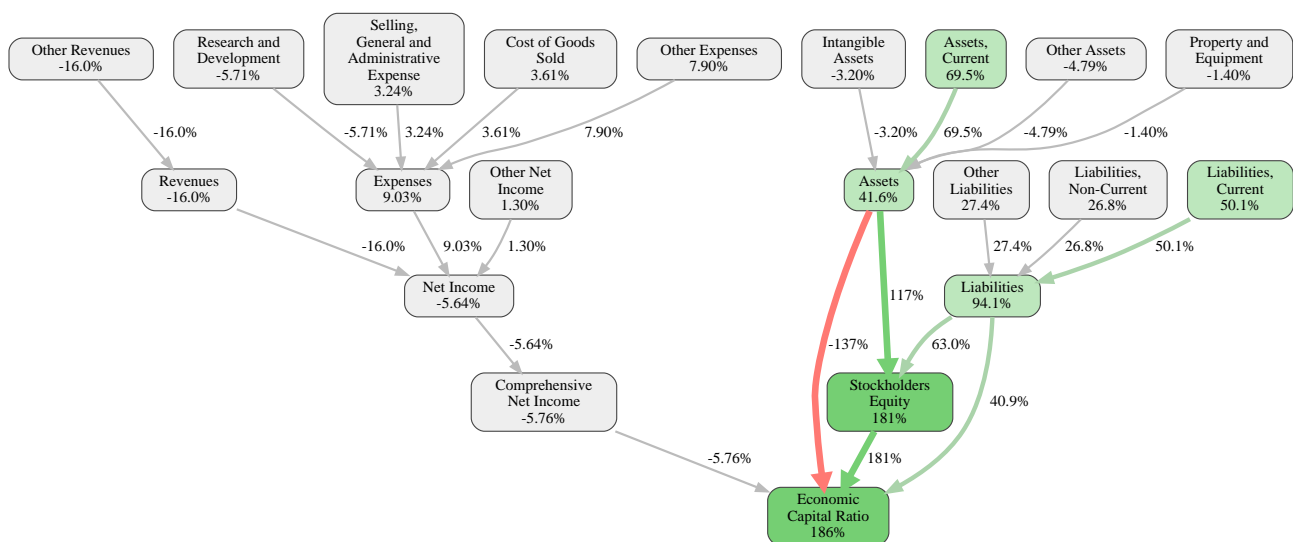 Other Revenues
-16.0%
Research and
Development
-5.71%
Selling,
General and
Administrative
Expense
3.24%
Cost of Goods
Sold
3.61%
Other Expenses
7.90%
Intangible
Assets
-3.20%
Assets,
Current
69.5%
Other Assets
-4.79%
Property and
Equipment
-1.40%
-16.0%
-5.71%
3.24%
3.61%
7.90%
-3.20%
69.5%
-4.79%
-1.40%
Revenues
-16.0%
Expenses
9.03%
Other Net
Income
1.30%
Assets
41.6%
Other
Liabilities
27.4%
Liabilities,
Non-Current
26.8%
Liabilities,
Current
50.1%
-16.0%
9.03%
1.30%
27.4%
26.8%
50.1%
Net Income
-5.64%
117%
Liabilities
94.1%
-5.64%
-137%
63.0%
Comprehensive
Net Income
-5.76%
Stockholders
Equity
181%
40.9%
-5.76%
181%
Economic
Capital Ratio
186%